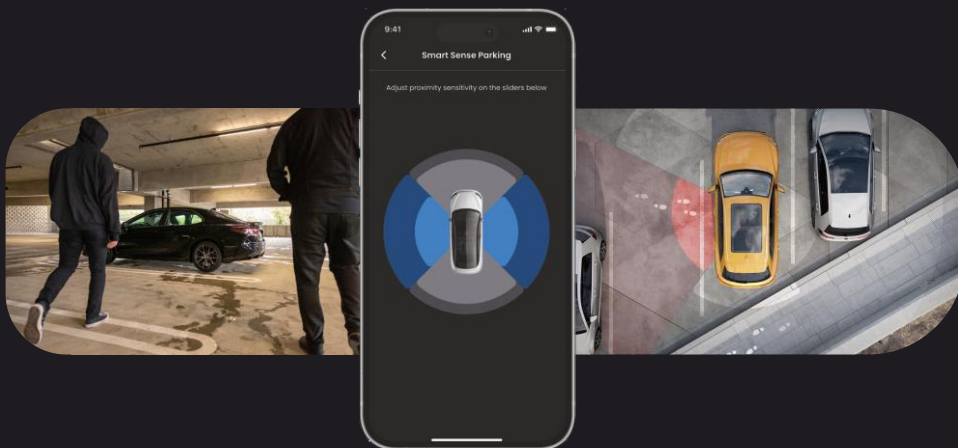 9:41
Smart Sense Parking
Adjust proximity sensitivity on the sliders below